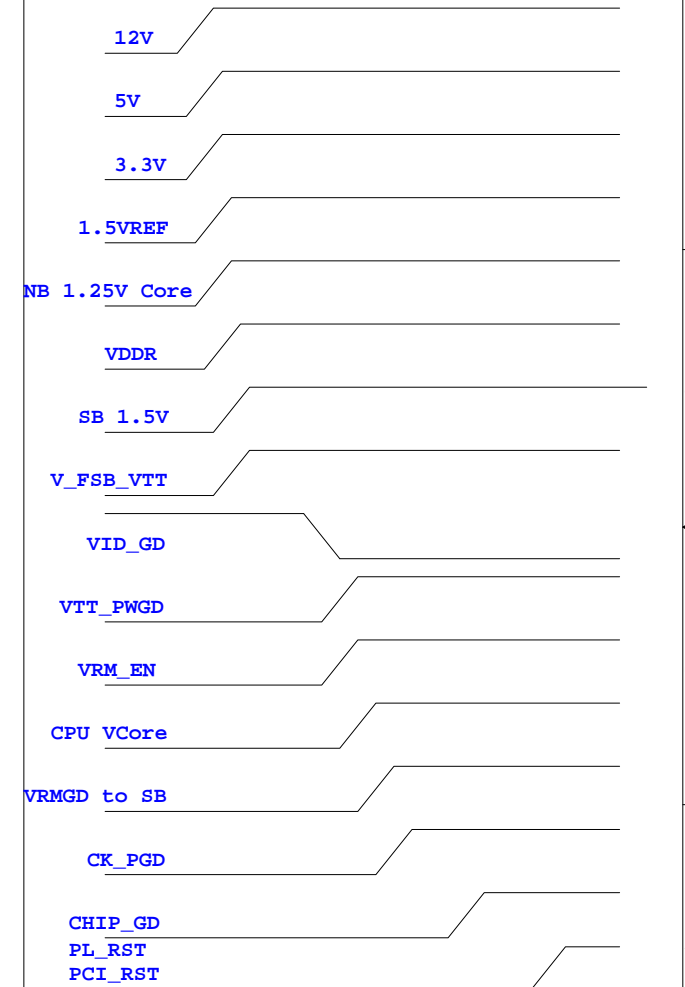 12V
5V
3.3V
1.5VREF
NB 1.25V Core
VDDR
SB 1.5V
V_FSB_VTT
VID_GD
VTT_PWGD
VRM_EN
CPU VCore
VRMGD to SB
CK_PGD
CHIP_GD
PL_RST
PCI_RST